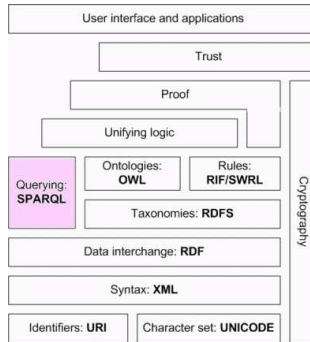 User interface and applications
Trust
Proof
Unifying logic
Querying:
SPARQL
Ontologies:
OWL
Rules:
RIF/SWRL
Cryptography
Taxonomies: RDFS
Data interchange: RDF
Syntax: XML
Identifiers: URI
Character set: UNICODE